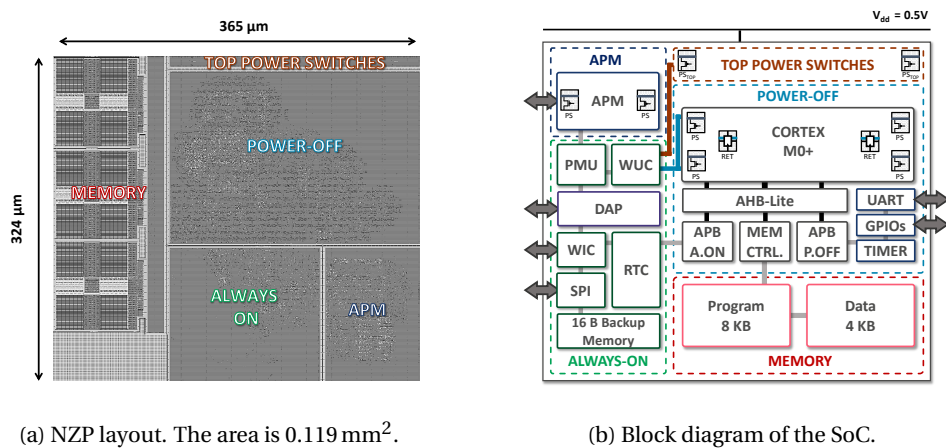 365 µm
324 µm
TOP POWER SWITCHES
POWER-OFF
MEMORY
ALWAYS
ON
APM
(a) NZP layout. The area is 0.119 mm².
V_dd = 0.5V
APM
APM
PS
PS
TOP POWER SWITCHES
PS_TOP
PS_TOP
POWER-OFF
CORTEX
M0+
PS
PS
RET
RET
PS
PS
PMU
WUC
DAP
WIC
RTC
SPI
16 B Backup
Memory
ALWAYS-ON
AHB-Lite
UART
GPIOs
TIMER
APB
A.ON
MEM
CTRL.
APB
P.OFF
Program
8 KB
Data
4 KB
MEMORY
(b) Block diagram of the SoC.